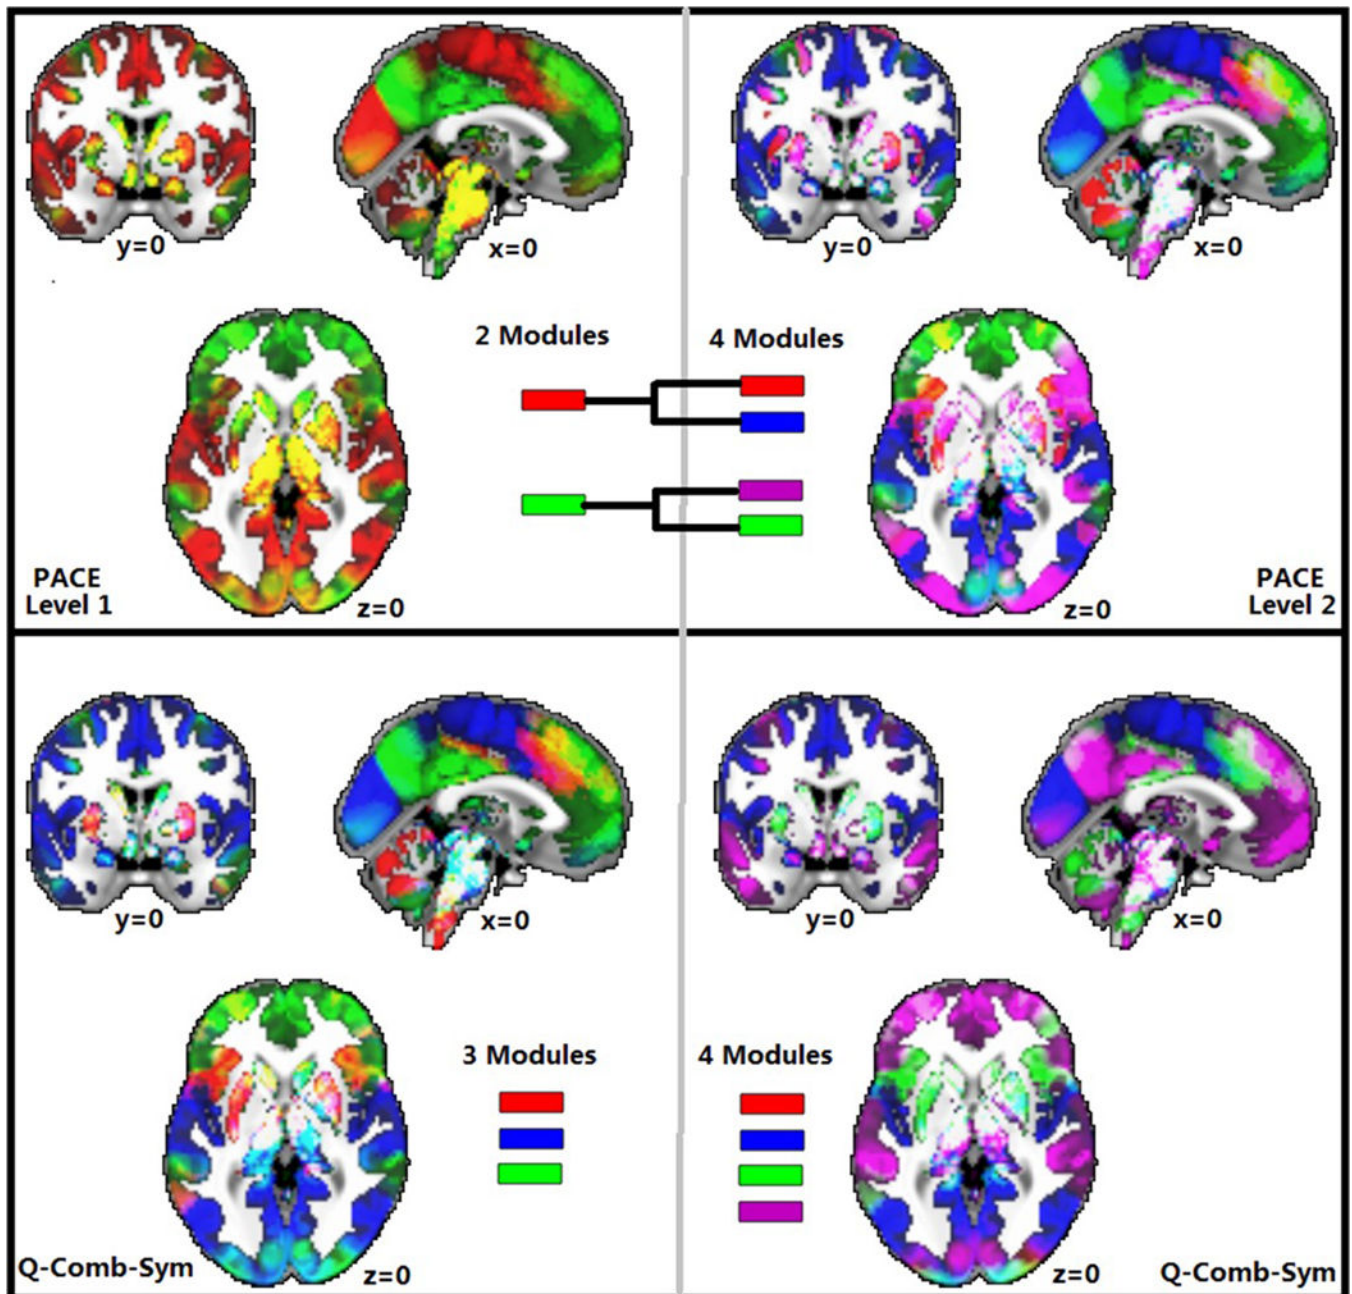 y=0
x=0
y=0
x=0
2 Modules
4 Modules
PACE
Level 1
z=0
z=0
PACE
Level 2
y=0
x=0
y=0
x=0
3 Modules
4 Modules
Q-Comb-Sym
z=0
z=0
Q-Comb-Sym